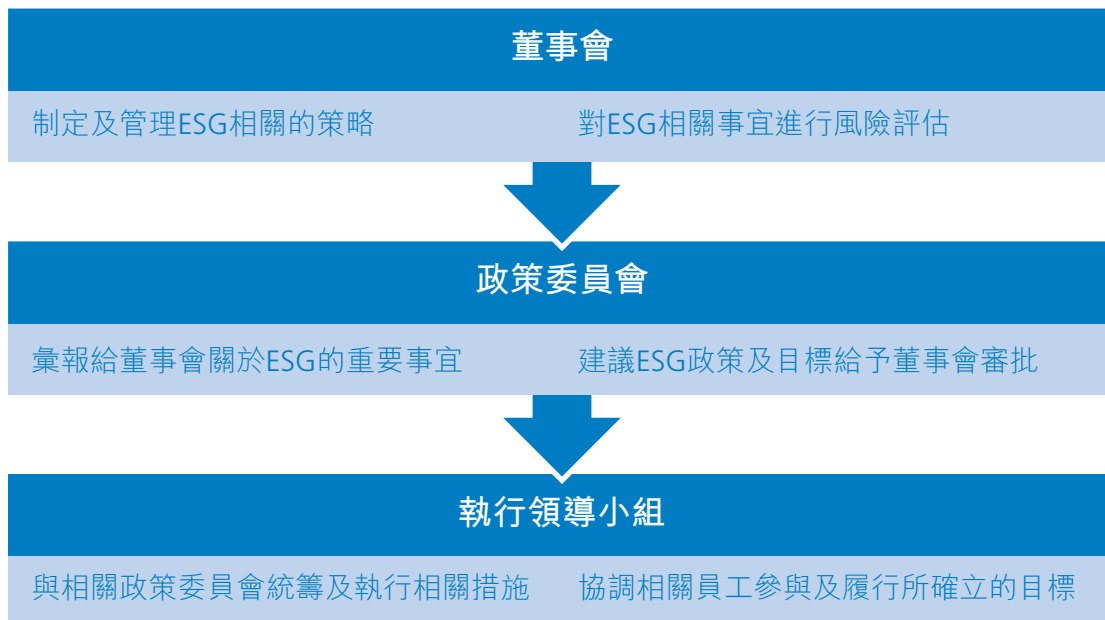 董事會
制定及管理ESG相關的策略
對ESG相關事宜進行風險評估
政策委員會
彙報給董事會關於ESG的重要事宜
建議ESG政策及目標給予董事會審批
執行領導小組
與相關政策委員會統籌及執行相關措施
協調相關員工參與及履行所確立的目標